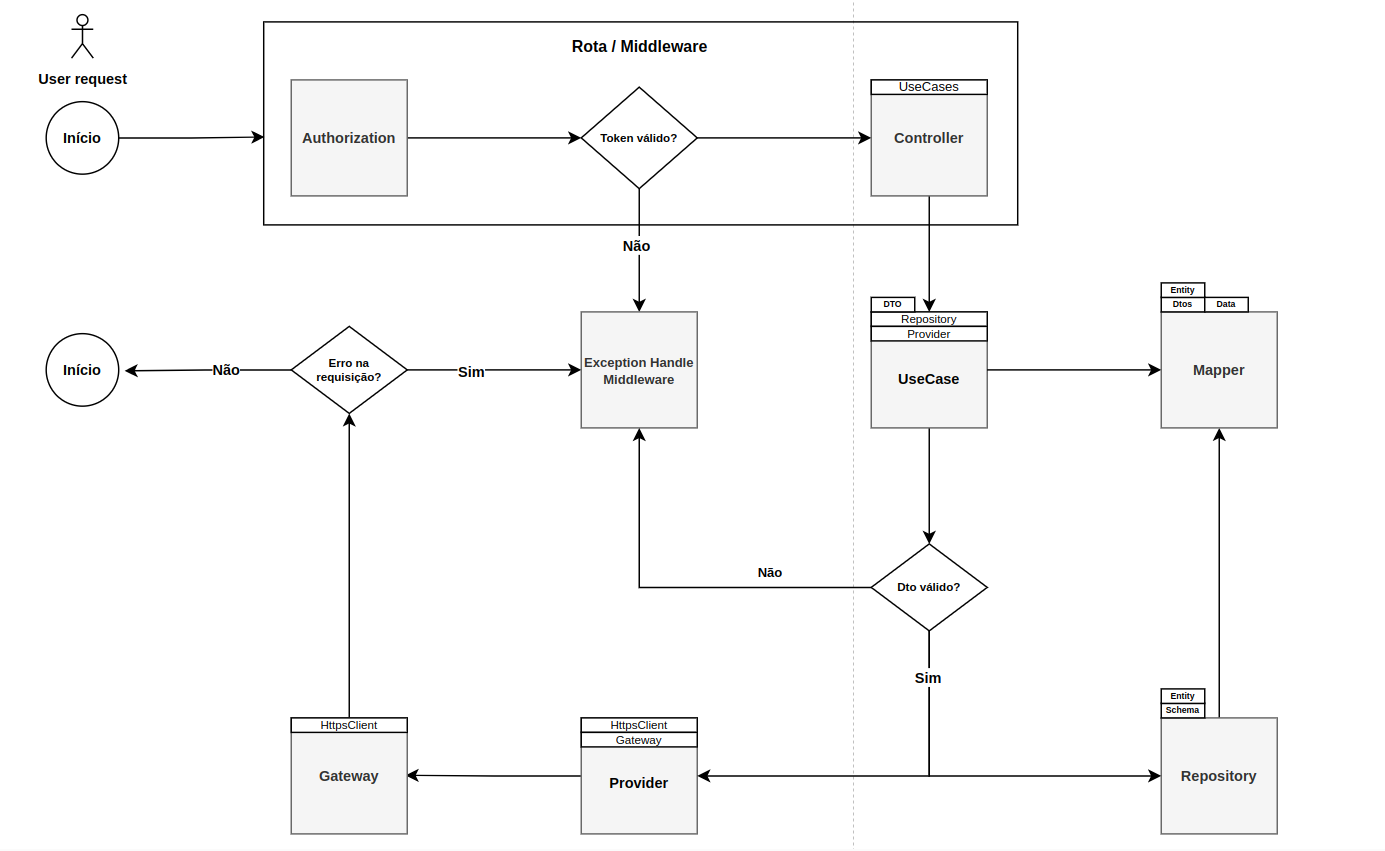 User request
Início
Rota / Middleware
Authorization
Token válido?
UseCases
Controller
Não
Início
Não
Erro na
requisição?
Sim
Exception Handle
Middleware
DTO
Repository
Provider
UseCase
Entity
Dtos
Data
Mapper
Não
Dto válido?
Sim
HttpsClient
Gateway
HttpsClient
Gateway
Provider
Entity
Schema
Repository